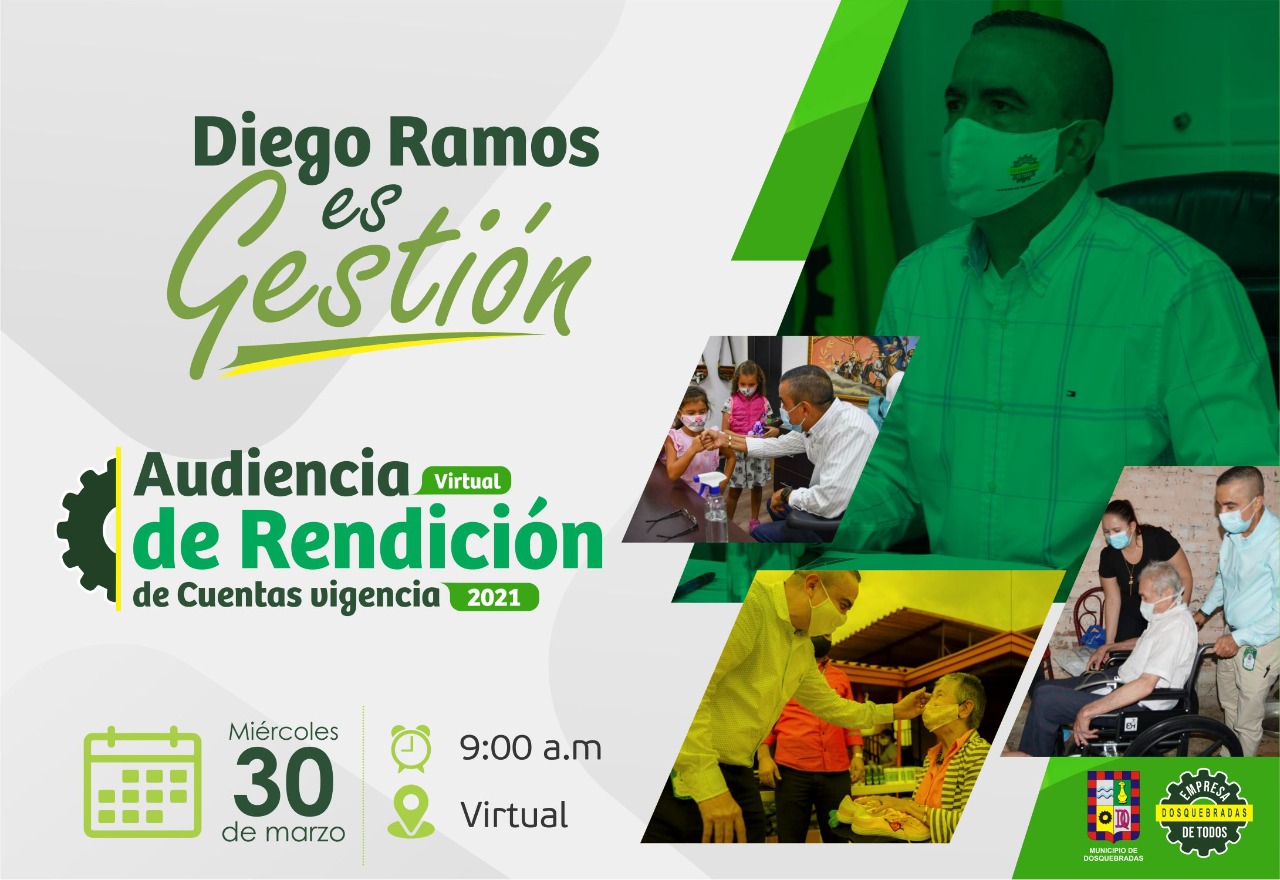 Diego Ramos
es
Gestión
Audiencia Virtual
de Rendición
de Cuentas vigencia 2021
Miércoles
30
de marzo
9:00 a.m
Virtual
MUNICIPIO DE
DOSQUEBRADAS
EMPRESA
DOSQUEBRADAS
DE TODOS